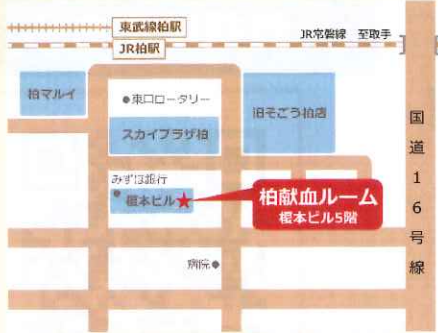 東武線柏駅
JR柏駅
JR常磐線 至取手
柏マルイ
●東口ロータリー
スカイプラザ柏
旧そごう柏店
国道16号線
みずほ銀行
榎本ビル★
柏献血ルーム
榎本ビル5階
病院●